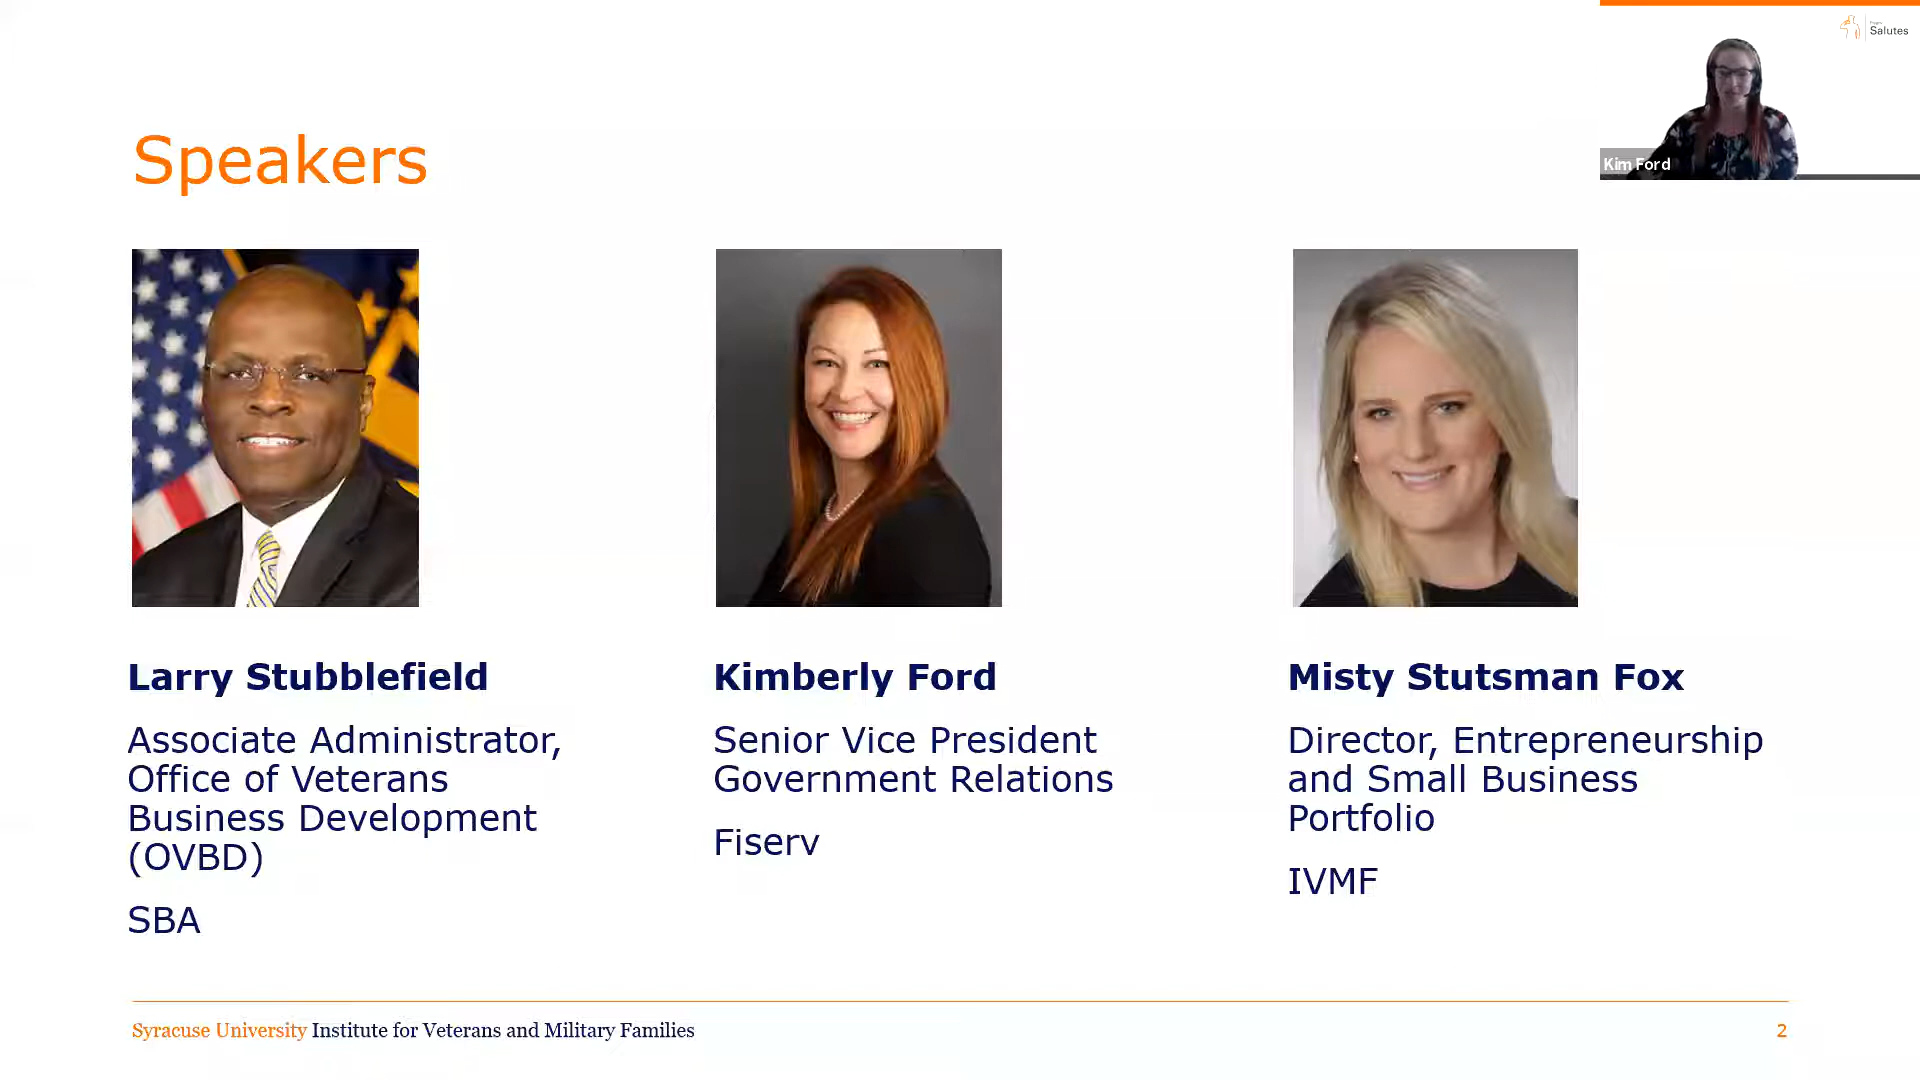 Salutes
Kim Ford
Speakers
Larry Stubblefield
Associate Administrator,
Office of Veterans
Business Development
(OVBD)
SBA
Kimberly Ford
Senior Vice President
Government Relations
Fiserv
Misty Stutsman Fox
Director, Entrepreneurship
and Small Business
Portfolio
IVMF
Syracuse University Institute for Veterans and Military Families
2